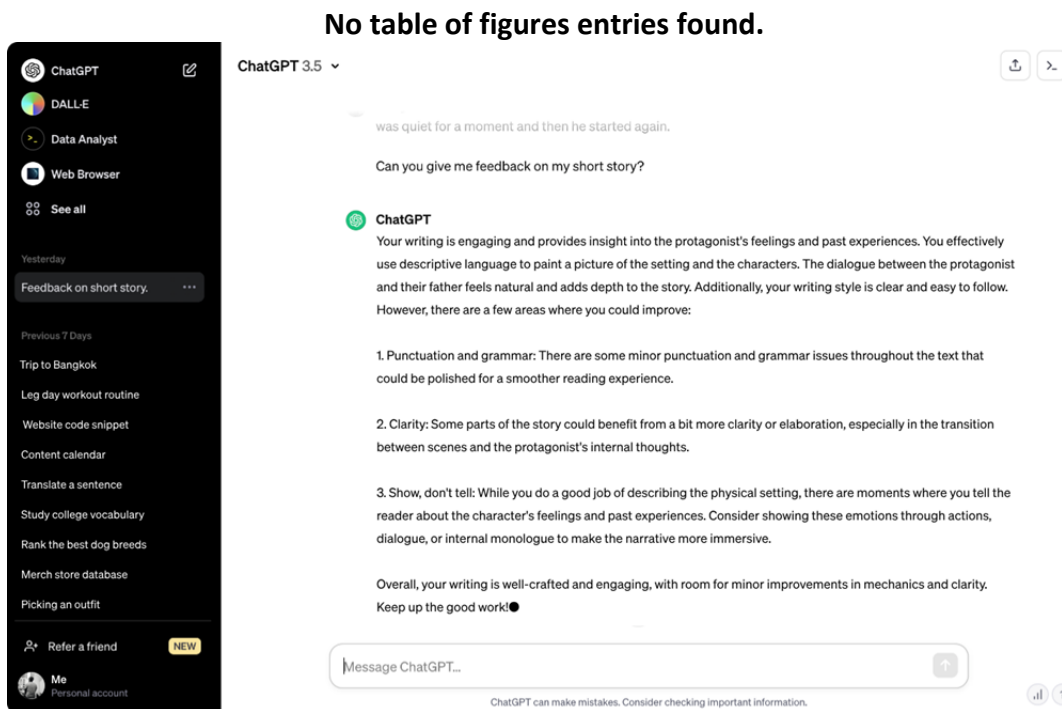 No table of figures entries found.
ChatGPT
DALL·E
Data Analyst
Web Browser
See all
Yesterday
Feedback on short story.
Previous 7 Days
Trip to Bangkok
Leg day workout routine
Website code snippet
Content calendar
Translate a sentence
Study college vocabulary
Rank the best dog breeds
Merch store database
Picking an outfit
Refer a friend
NEW
Me
Personal account
ChatGPT 3.5
was quiet for a moment and then he started again.
Can you give me feedback on my short story?
ChatGPT
Your writing is engaging and provides insight into the protagonist's feelings and past experiences. You effectively
use descriptive language to paint a picture of the setting and the characters. The dialogue between the protagonist
and their father feels natural and adds depth to the story. Additionally, your writing style is clear and easy to follow.
However, there are a few areas where you could improve:
1. Punctuation and grammar: There are some minor punctuation and grammar issues throughout the text that
could be polished for a smoother reading experience.
2. Clarity: Some parts of the story could benefit from a bit more clarity or elaboration, especially in the transition
between scenes and the protagonist's internal thoughts.
3. Show, don't tell: While you do a good job of describing the physical setting, there are moments where you tell the
reader about the character's feelings and past experiences. Consider showing these emotions through actions,
dialogue, or internal monologue to make the narrative more immersive.
Overall, your writing is well-crafted and engaging, with room for minor improvements in mechanics and clarity.
Keep up the good work!
Message ChatGPT...
ChatGPT can make mistakes. Consider checking important information.